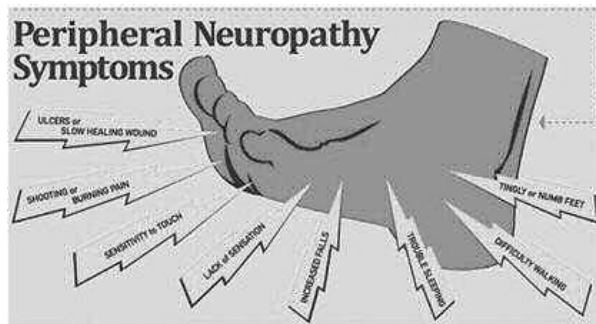 Peripheral Neuropathy
Symptoms
ULCERS or
SLOW HEALING WOUND
SHOOTING or
BURNING PAIN
SENSITIVITY to TOUCH
LACK of SENSATION
INCREASED FALLS
TROUBLE SLEEPING
DIFFICULTY WALKING
TINGLY or NUMB FEET